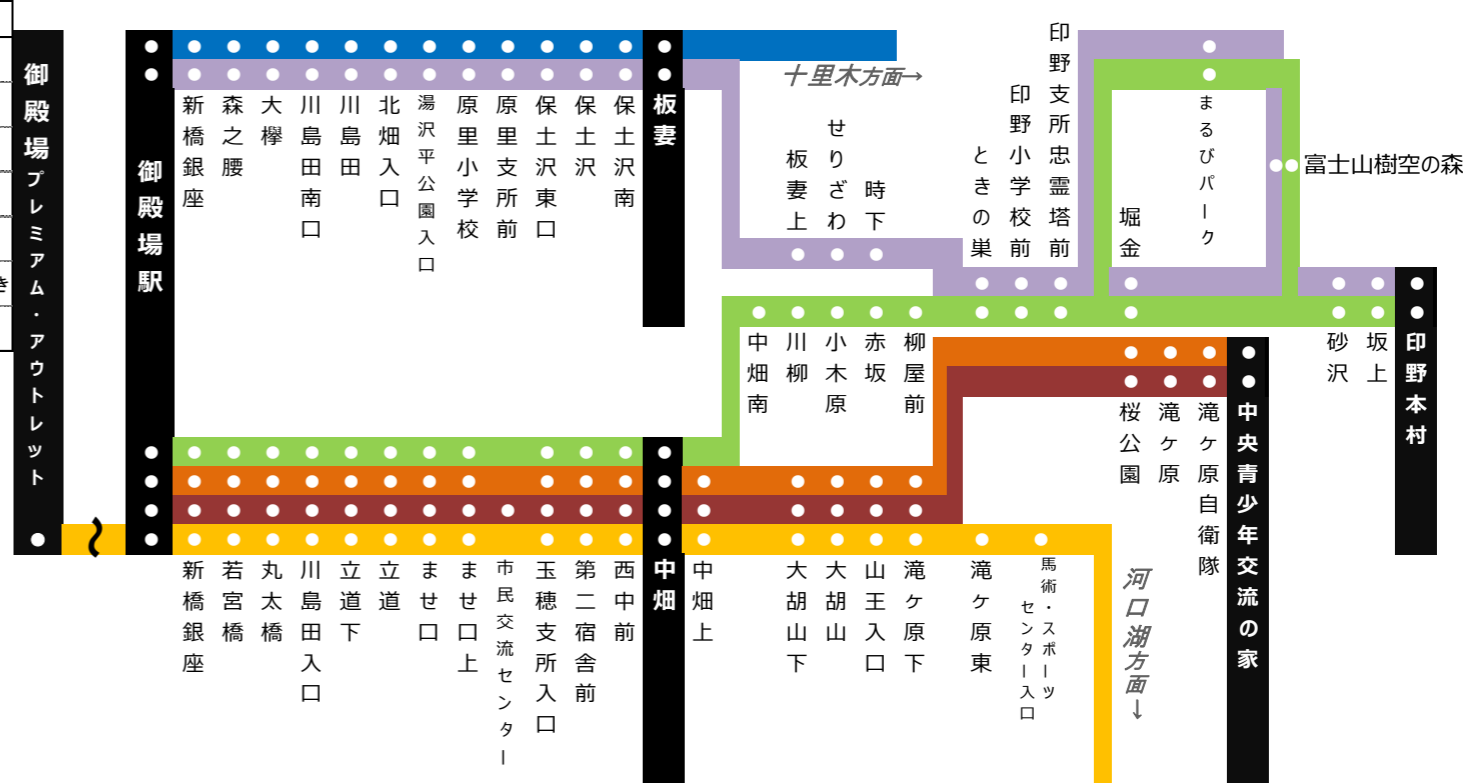 き
御殿場プレミアム・アウトレット
御殿場駅
新橋銀座
森之腰
大欅
川島田南口
川島田
北畑入口
湯沢平公園入口
原里小学校
原里支所前
保土沢東口
保土沢
保土沢南
板妻
十里木方面→
板妻上
せりざわ
時下
ときの巣
印野小学校前
印野支所忠霊塔前
堀金
まるびパーク
富士山樹空の森
中畑南
川柳
小木原
赤坂
柳屋前
砂沢
坂上
印野本村
桜公園
滝ヶ原
滝ヶ原自衛隊
中央青少年交流の家
新橋銀座
若宮橋
丸太橋
川島田入口
立道下
立道
ませ口
ませ口上
市民交流センター
玉穂支所入口
第二宿舎前
西中前
中畑
中畑上
大胡山下
大胡山
山王入口
滝ヶ原下
滝ヶ原東
馬術・スポーツ
センター入口
河口湖方面→